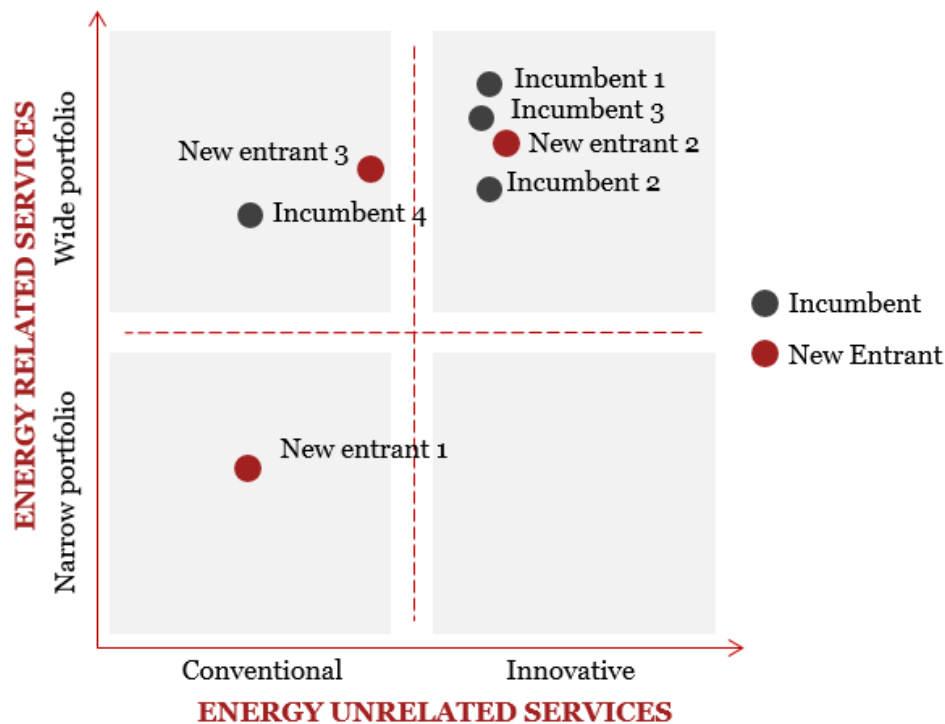 ENERGY RELATED SERVICES
Wide portfolio
Narrow portfolio
Incumbent 1
Incumbent 3
New entrant 2
Incumbent 2
New entrant 3
Incumbent 4
New entrant 1
Incumbent
New Entrant
Conventional
Innovative
ENERGY UNRELATED SERVICES